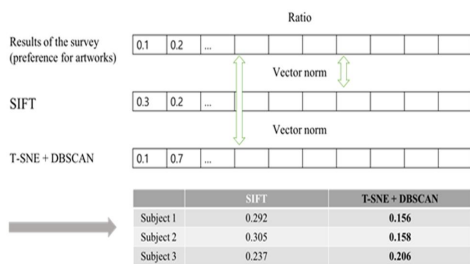 Ratio
Results of the survey
(preference for artworks)
0.1 0.2 ...
Vector norm
SIFT
0.3 0.2 ...
Vector norm
T-SNE + DBSCAN
0.1 0.7 ...
SIFT T-SNE + DBSCAN
Subject 1 0.292 0.156
Subject 2 0.305 0.158
Subject 3 0.237 0.206